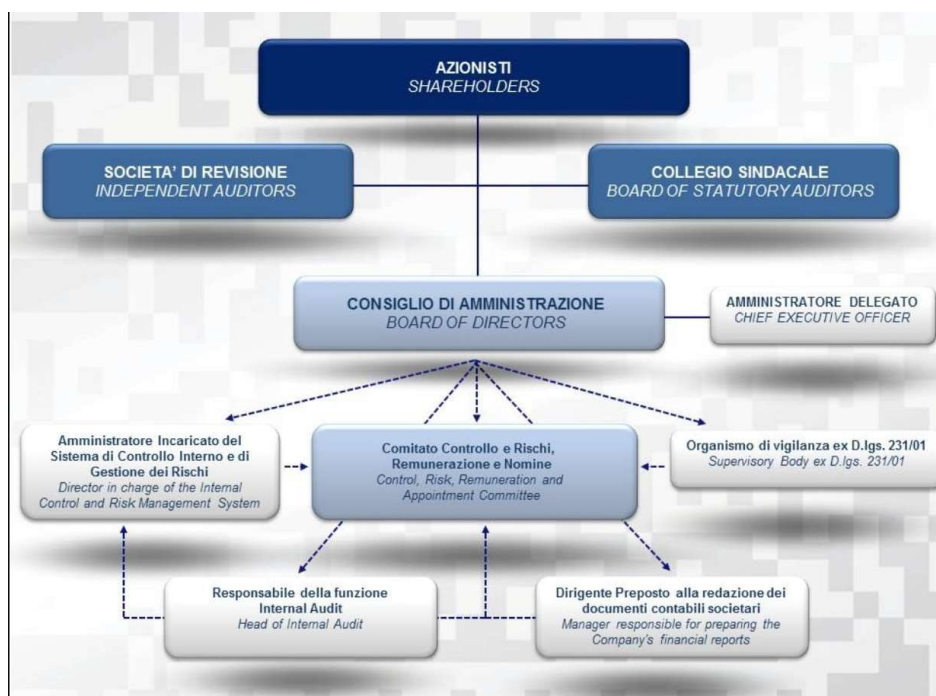 AZIONISTI
SHAREHOLDERS
SOCIETA’ DI REVISIONE
INDEPENDENT AUDITORS
COLLEGIO SINDACALE
BOARD OF STATUTORY AUDITORS
CONSIGLIO DI AMMINISTRAZIONE
BOARD OF DIRECTORS
AMMINISTRATORE DELEGATO
CHIEF EXECUTIVE OFFICER
Amministratore Incaricato del
Sistema di Controllo Interno e di
Gestione dei Rischi
Director in charge of the Internal
Control and Risk Management System
Comitato Controllo e Rischi,
Remunerazione e Nomine
Control, Risk, Remuneration and
Appointment Committee
Organismo di vigilanza ex D.lgs. 231/01
Supervisory Body ex D.lgs. 231/01
Responsabile della funzione
Internal Audit
Head of Internal Audit
Dirigente Preposto alla redazione dei
documenti contabili societari
Manager responsible for preparing the
Company's financial reports